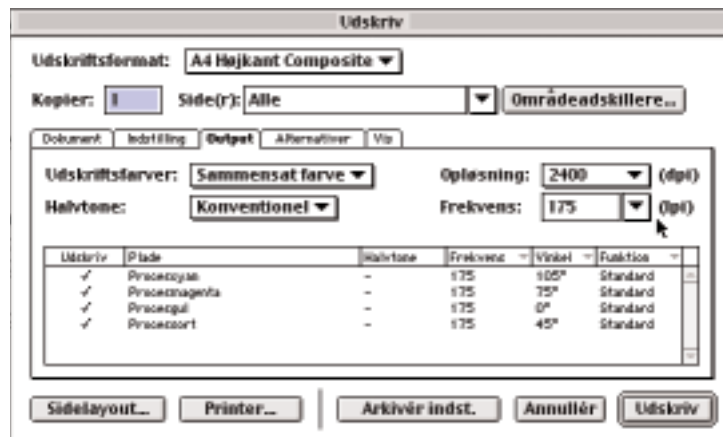 Udskriv
Udskriftsformat: A4 Højkant Composite
Kopier: 1 Side(r): Alle Områdeadskillere...
Dokument Indstilling Output Alternativer Vis
Udskriftsfarver: Sammensat farve Opløsning: 2400 (dpi)
Halvtone: Konventionel Frekvens: 175 (lpi)
Udskriv Plade Halvtone Frekvens Vinkel Funktion
✓ Procescyan - 175 105° Standard
✓ Procesmagenta - 175 75° Standard
✓ Procesgul - 175 0° Standard
✓ Processort - 175 45° Standard
Sidelayout... Printer... Arkivér indst. Annullér Udskriv